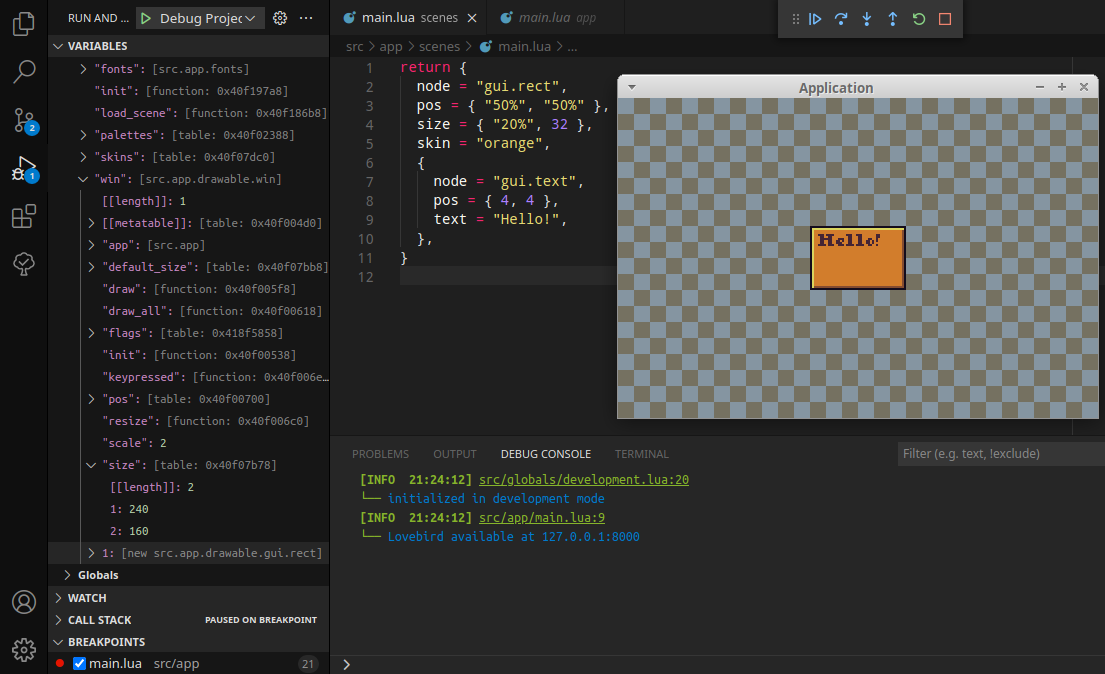 RUN AND ... Debug Projec
VARIABLES
"fonts": [src.app.fonts]
"init": [function: 0x40f197a8]
"load_scene": [function: 0x40f186b8]
"palettes": [table: 0x40f02388]
"skins": [table: 0x40f07dc0]
"win": [src.app.drawable.win]
[[length]]: 1
[[metatable]]: [table: 0x40f004d0]
"app": [src.app]
"default_size": [table: 0x40f07bb8]
"draw": [function: 0x40f005f8]
"draw_all": [function: 0x40f00618]
"flags": [table: 0x418f5858]
"init": [function: 0x40f00538]
"keypressed": [function: 0x40f006e…
"pos": [table: 0x40f00700]
"resize": [function: 0x40f006c0]
"scale": 2
"size": [table: 0x40f07b78]
[[length]]: 2
1: 240
2: 160
1: [new src.app.drawable.gui.rect]
Globals
WATCH
CALL STACK PAUSED ON BREAKPOINT
BREAKPOINTS
main.lua src/app 21
2
1
main.lua scenes main.lua app
src > app > scenes > main.lua > ...
1 return {
2 node = "gui.rect",
3 pos = { "50%", "50%" },
4 size = { "20%", 32 },
5 skin = "orange",
6 {
7 node = "gui.text",
8 pos = { 4, 4 },
9 text = "Hello!",
10 },
11 }
12
Application
Hello!
PROBLEMS OUTPUT DEBUG CONSOLE TERMINAL Filter (e.g. text, !exclude)
[INFO 21:24:12] src/globals/development.lua:20
└── initialized in development mode
[INFO 21:24:12] src/app/main.lua:9
└── Lovebird available at 127.0.0.1:8000